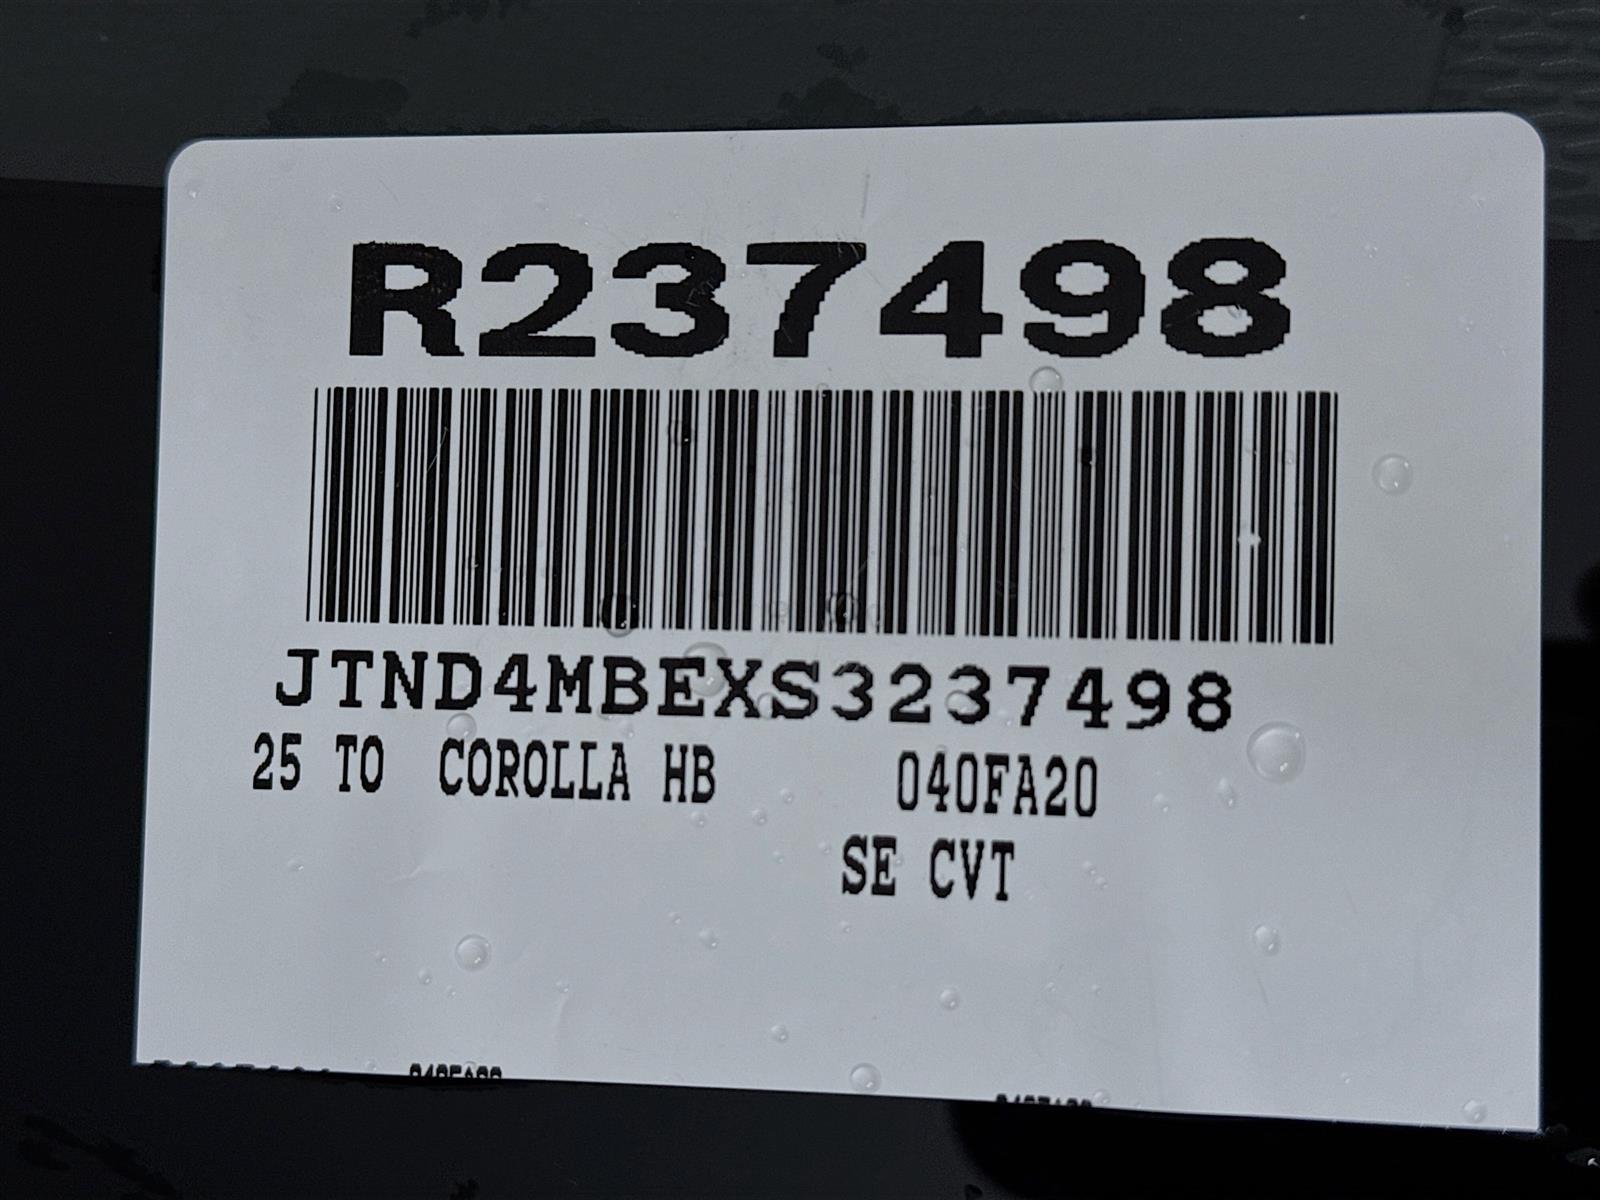 R237498
JTND4MBEXS3237498
25 TO COROLLA HB 040FA20
SE CVT